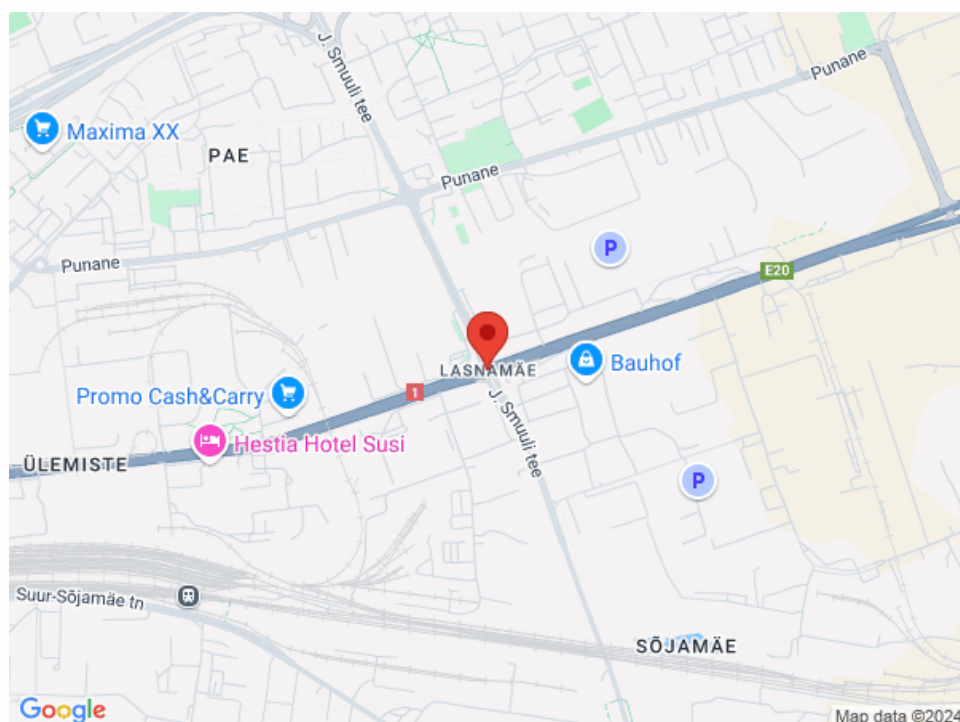 J. Smuuli tee
Punane
Maxima XX
PAE
Punane
Punane
P
E20
LASNAMÄE
Bauhof
1
Promo Cash&Carry
J. Smuuli tee
Hestia Hotel Susi
ÜLEMISTE
P
Suur-Sõjamäe tn
SÕJAMÄE
Google
Map data ©2024